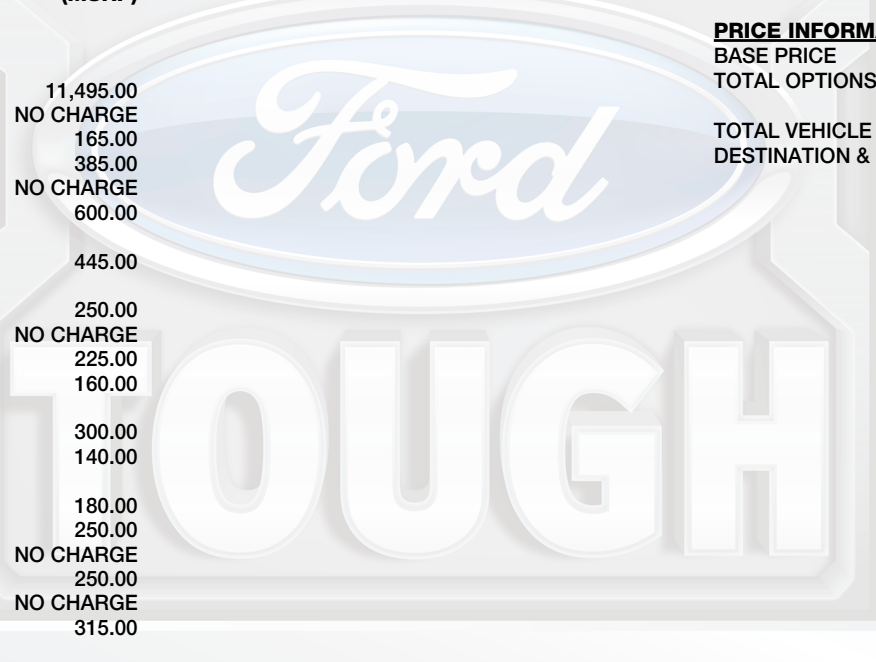 11,495.00
NO CHARGE
165.00
385.00
NO CHARGE
600.00
445.00
250.00
NO CHARGE
225.00
160.00
300.00
140.00
180.00
250.00
NO CHARGE
250.00
NO CHARGE
315.00
PRICE INFORMA
BASE PRICE
TOTAL OPTIONS
TOTAL VEHICLE
DESTINATION &
Ford
TOUGH